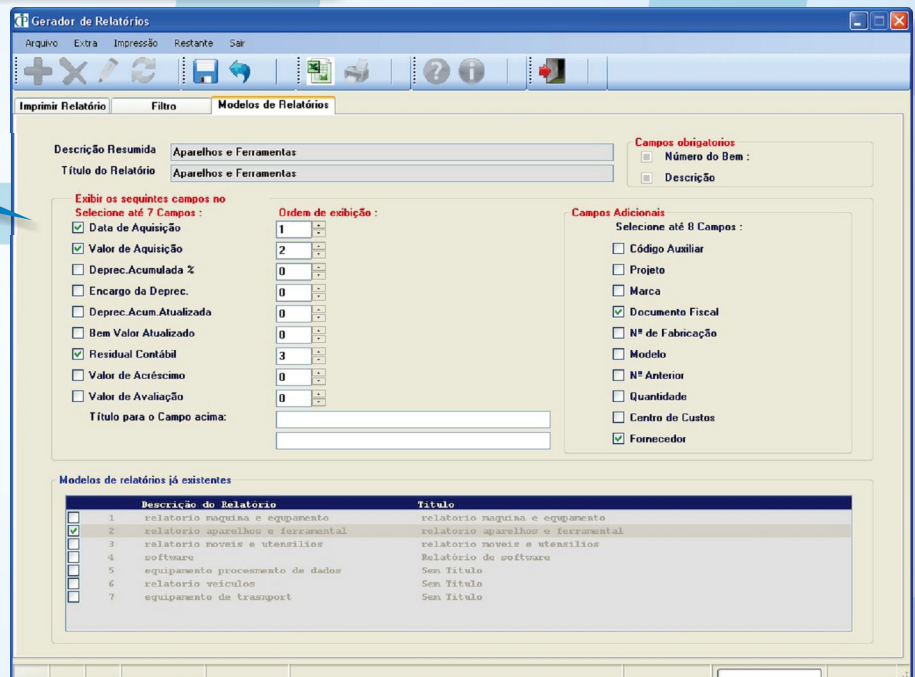 Gerador de Relatórios
Arquivo Extra Impressão Restante Sair
Imprimir Relatório Filtro Modelos de Relatórios
Descrição Resumida Aparelhos e Ferramentas
Título do Relatório Aparelhos e Ferramentas
Campos obrigatorios
Número do Bem :
Descrição
Exibir os seguintes campos no
Selecione até 7 Campos : Ordem de exibição :
Data de Aquisição 1
Valor de Aquisição 2
Deprec.Acumulada % 0
Encargo da Deprec. 0
Deprec.Acum.Atualizada 0
Bem Valor Atualizado 0
Residual Contábil 3
Valor de Acréscimo 0
Valor de Avaliação 0
Título para o Campo acima:
Campos Adicionais
Selecione até 8 Campos :
Código Auxiliar
Projeto
Marca
Documento Fiscal
Nº de Fabricação
Modelo
Nº Anterior
Quantidade
Centro de Custos
Fornecedor
Modelos de relatórios já existentes
Descrição do Relatório Titulo
1 relatorio maquina e equpamento relatorio maquina e equpamento
2 relatorio aparelhos e ferramental relatorio aparelhos e ferramental
3 relatorio moveis e utensilios relatorio moveis e utensilios
4 software Relatório de software
5 equipamento procesmento de dados Sem Titulo
6 relatorio veiculos Sem Titulo
7 equipamento de trasnport Sem Titulo